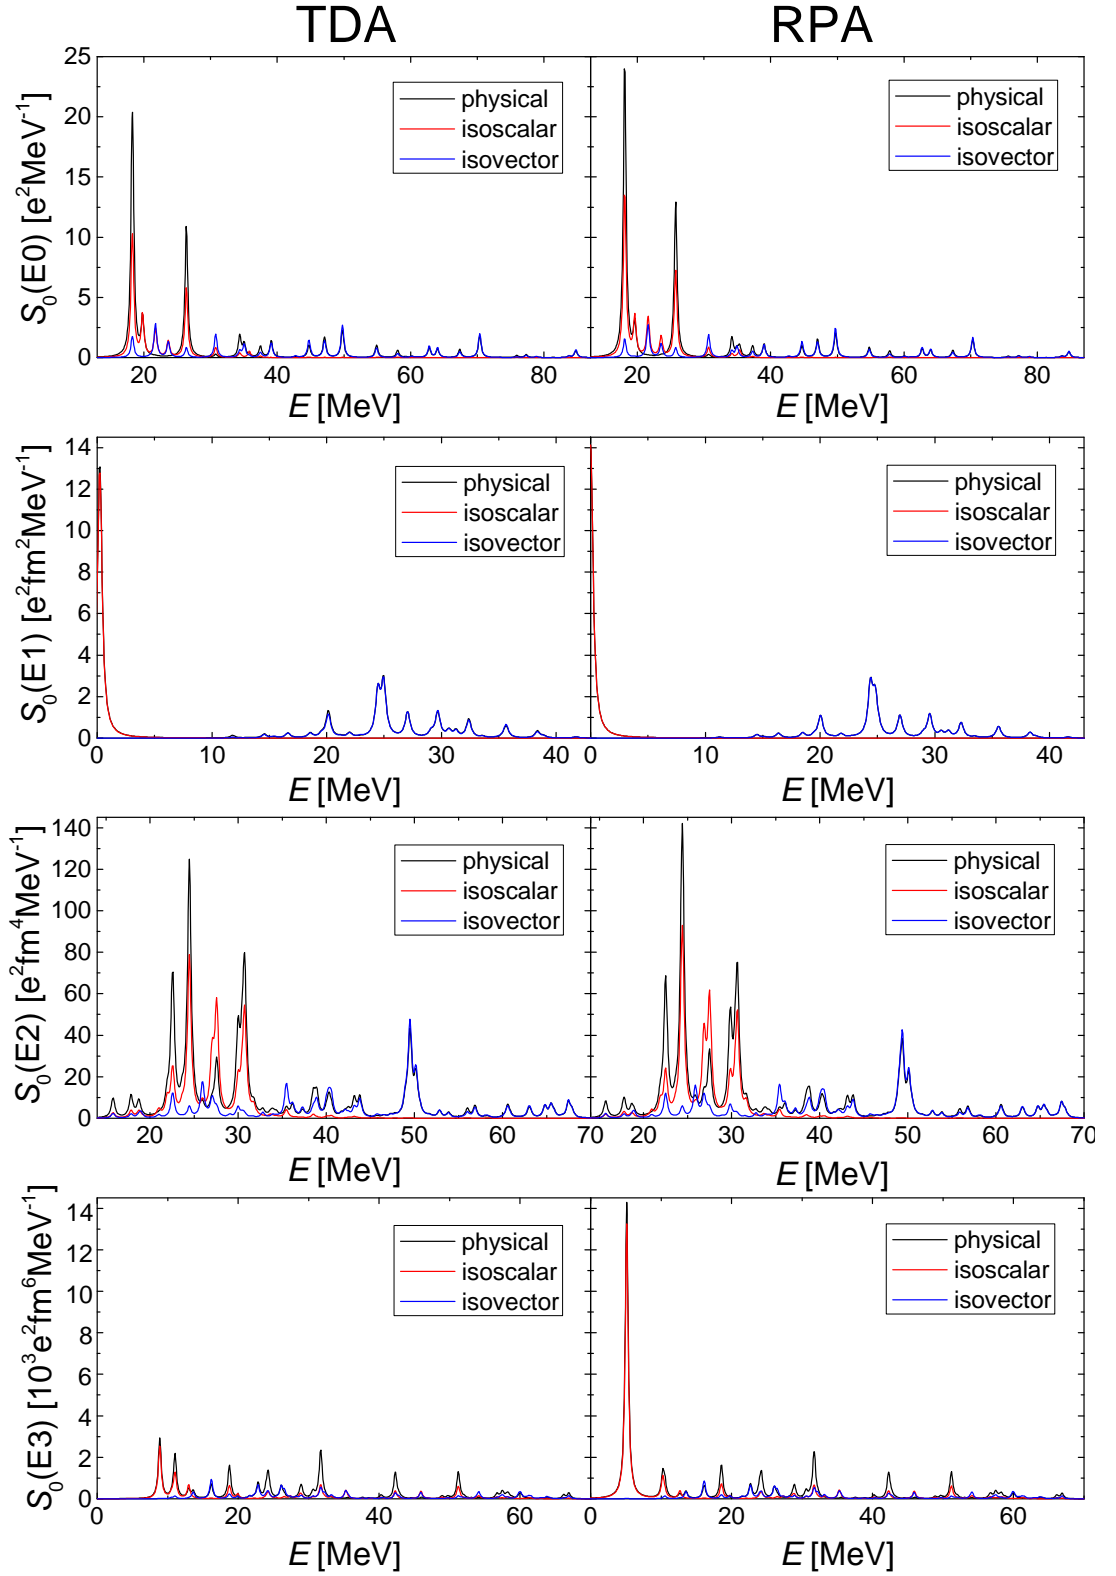 TDA RPA
25
20
15
10
5
0
S₀(E0) [e²MeV⁻¹]
physical
isoscalar
isovector
physical
isoscalar
isovector
20 40 60 80 20 40 60 80
E [MeV] E [MeV]
14
12
10
8
6
4
2
0
S₀(E1) [e²fm²MeV⁻¹]
physical
isoscalar
isovector
physical
isoscalar
isovector
0 10 20 30 40 0 10 20 30 40
E [MeV] E [MeV]
140
120
100
80
60
40
20
0
S₀(E2) [e²fm⁴MeV⁻¹]
physical
isoscalar
isovector
physical
isoscalar
isovector
20 30 40 50 60 70 20 30 40 50 60 70
E [MeV] E [MeV]
14
12
10
8
6
4
2
0
S₀(E3) [10³e²fm⁶MeV⁻¹]
physical
isoscalar
isovector
physical
isoscalar
isovector
0 20 40 60 0 20 40 60
E [MeV] E [MeV]